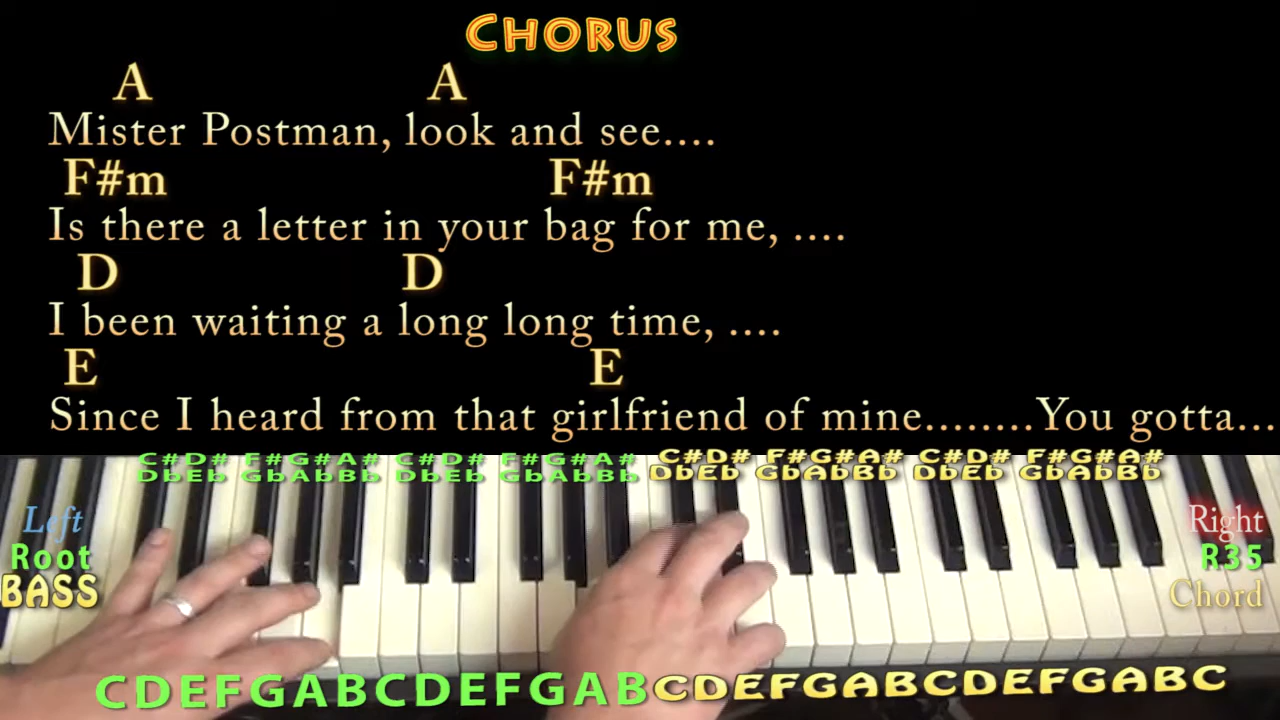 CHORUS
A A
Mister Postman, look and see....
F#m F#m
Is there a letter in your bag for me, ....
D D
I been waiting a long long time, ....
E E
Since I heard from that girlfriend of mine........You gotta...
C#D# F#G#A# C#D# F#G#A# C#D# F#G#A# C#D# F#G#A#
DbEb GbAbBb DbEb GbAbBb DbEb GbAbBb DbEb GbAbBb
Left
Root
BASS
Right
R35
Chord
CDEFGABCDEFGABCDEFGABCDEFGABC